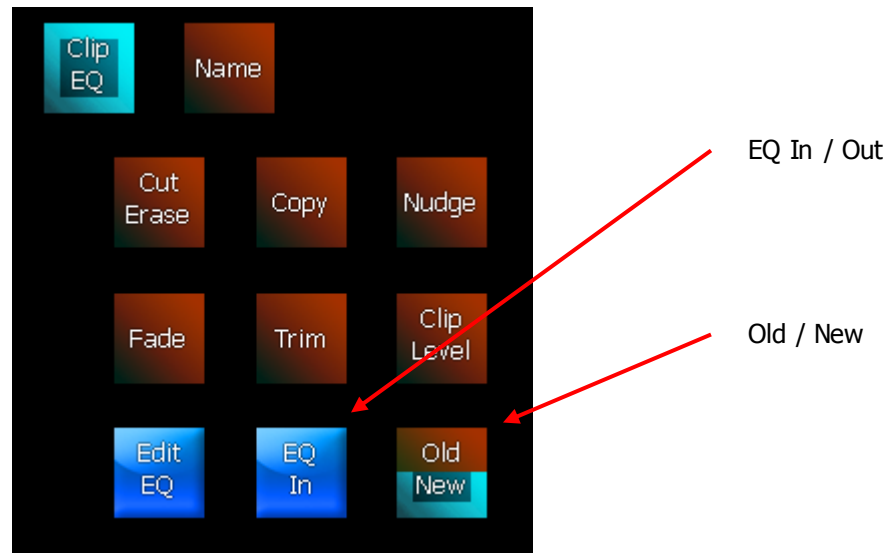 Clip
EQ
Name
EQ In / Out
Cut
Erase
Copy
Nudge
Fade
Trim
Clip
Level
Old / New
Edit
EQ
EQ
In
Old
New